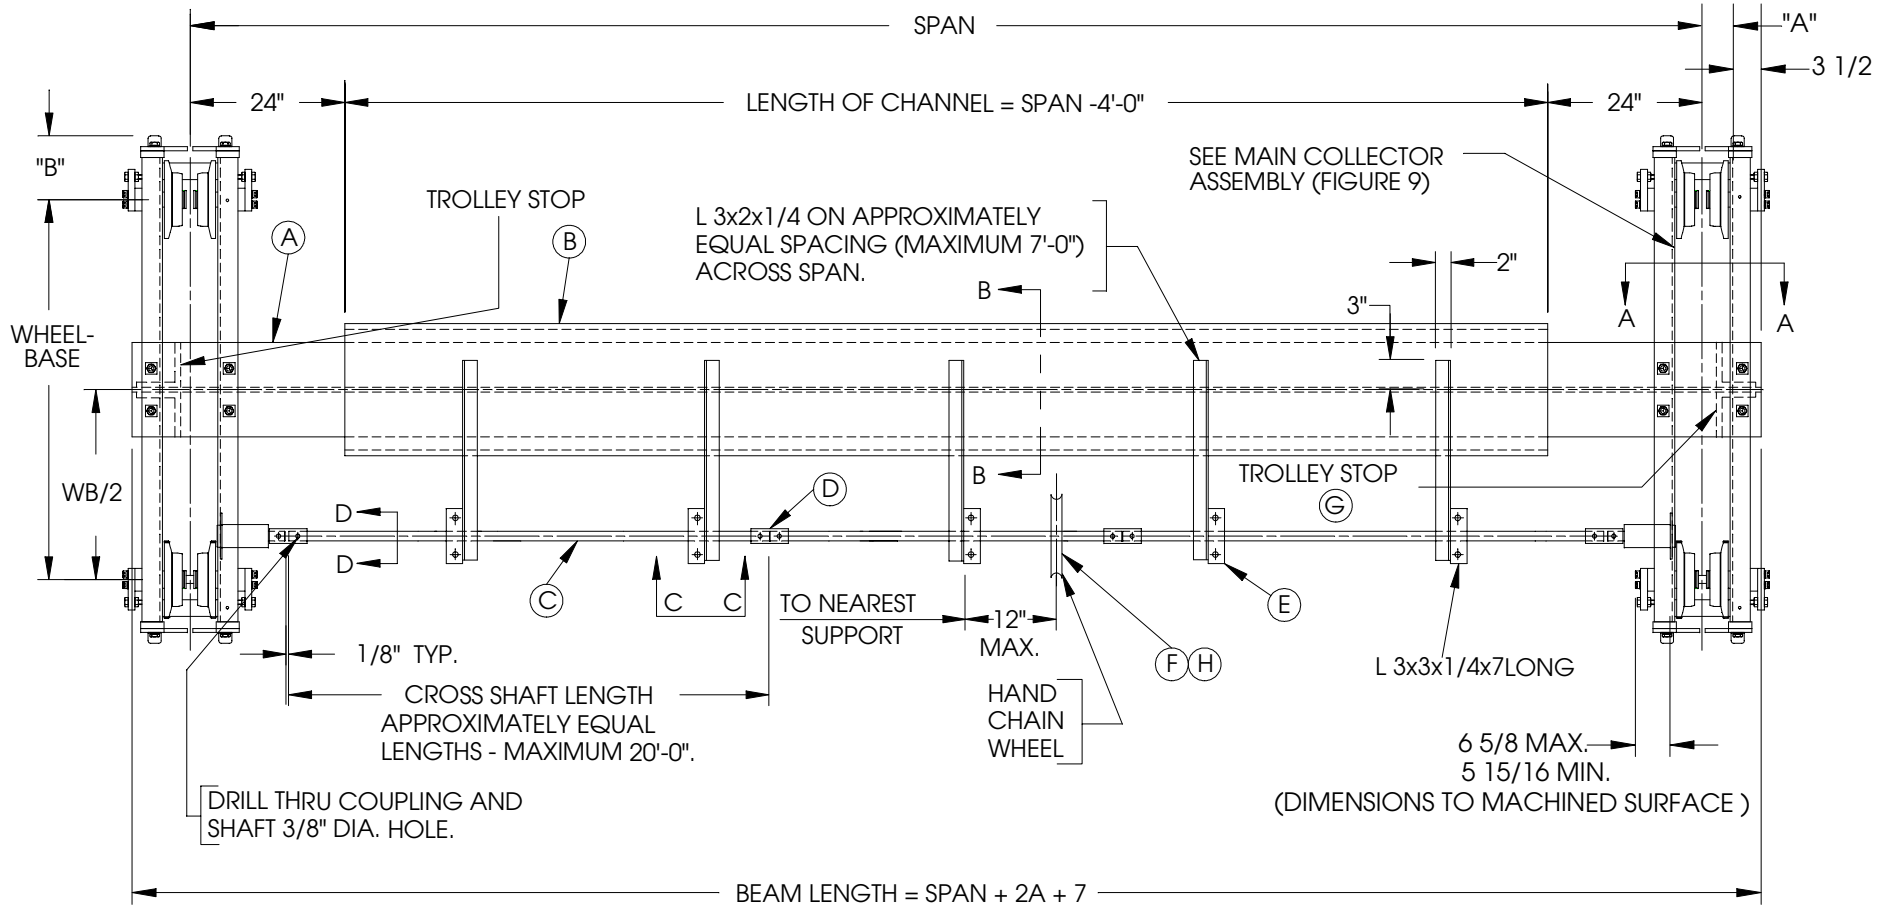 SPAN
"A"
3 1/2
24"
LENGTH OF CHANNEL = SPAN -4'-0"
24"
"B"
SEE MAIN COLLECTOR
ASSEMBLY (FIGURE 9)
TROLLEY STOP
L 3x2x1/4 ON APPROXIMATELY
EQUAL SPACING (MAXIMUM 7'-0")
ACROSS SPAN.
A
B
2"
B
3"
A
A
WHEEL-
BASE
WB/2
B
TROLLEY STOP
G
D
D
D
C
C
C
TO NEAREST
SUPPORT
12"
MAX.
E
F
H
L 3x3x1/4x7LONG
1/8" TYP.
CROSS SHAFT LENGTH
APPROXIMATELY EQUAL
LENGTHS - MAXIMUM 20'-0".
HAND
CHAIN
WHEEL
6 5/8 MAX.
5 15/16 MIN.
(DIMENSIONS TO MACHINED SURFACE )
DRILL THRU COUPLING AND
SHAFT 3/8" DIA. HOLE.
BEAM LENGTH = SPAN + 2A + 7